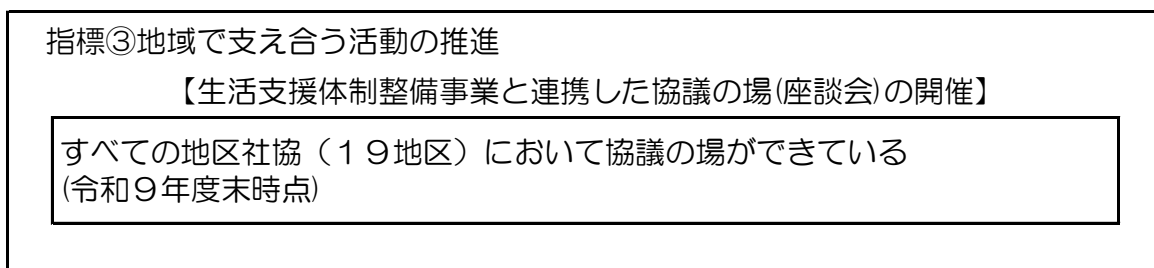 指標③地域で支え合う活動の推進
【生活支援体制整備事業と連携した協議の場(座談会)の開催】
すべての地区社協（１９地区）において協議の場ができている
(令和９年度末時点)